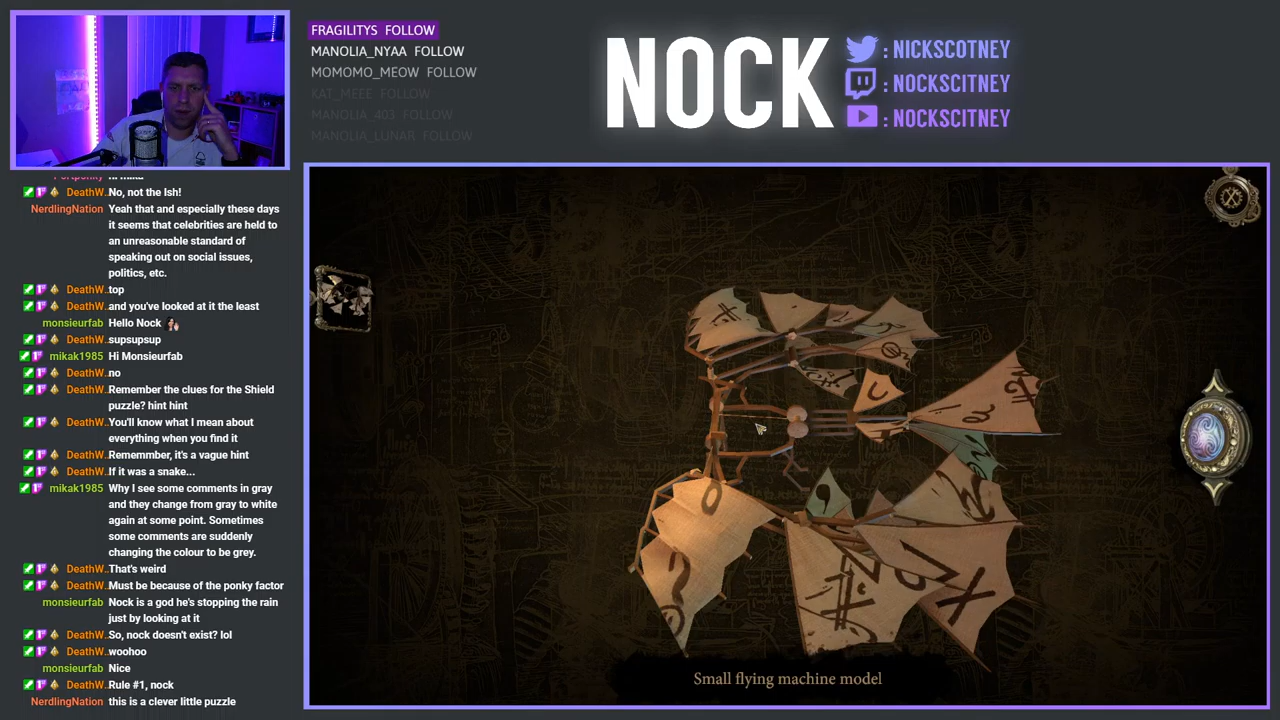 FRAGILITYS FOLLOW
MANOLIA_NYAA FOLLOW
MOMOMO_MEOW FOLLOW
KAT_MEEE FOLLOW
MANOLIA_403 FOLLOW
MANOLIA_LUNAR FOLLOW
NOCK
: NICKSCOTNEY
: NOCKSCITNEY
: NOCKSCITNEY
DeathW.. No, not the Ish!
NerdlingNation Yeah that and especially these days
it seems that celebrities are held to
an unreasonable standard of
speaking out on social issues,
politics, etc.
DeathW.. top
DeathW.. and you've looked at it the least
monsieurfab Hello Nock
DeathW.. supsupsup
mikak1985 Hi Monsieurfab
DeathW.. no
DeathW.. Remember the clues for the Shield
puzzle? hint hint
DeathW.. You'll know what I mean about
everything when you find it
DeathW.. Rememmber, it's a vague hint
DeathW.. If it was a snake...
mikak1985 Why I see some comments in gray
and they change from gray to white
again at some point. Sometimes
some comments are suddenly
changing the colour to be grey.
DeathW.. That's weird
DeathW.. Must be because of the ponky factor
monsieurfab Nock is a god he's stopping the rain
just by looking at it
DeathW.. So, nock doesn't exist? lol
DeathW.. woohoo
monsieurfab Nice
DeathW.. Rule #1, nock
NerdlingNation this is a clever little puzzle
Small flying machine model